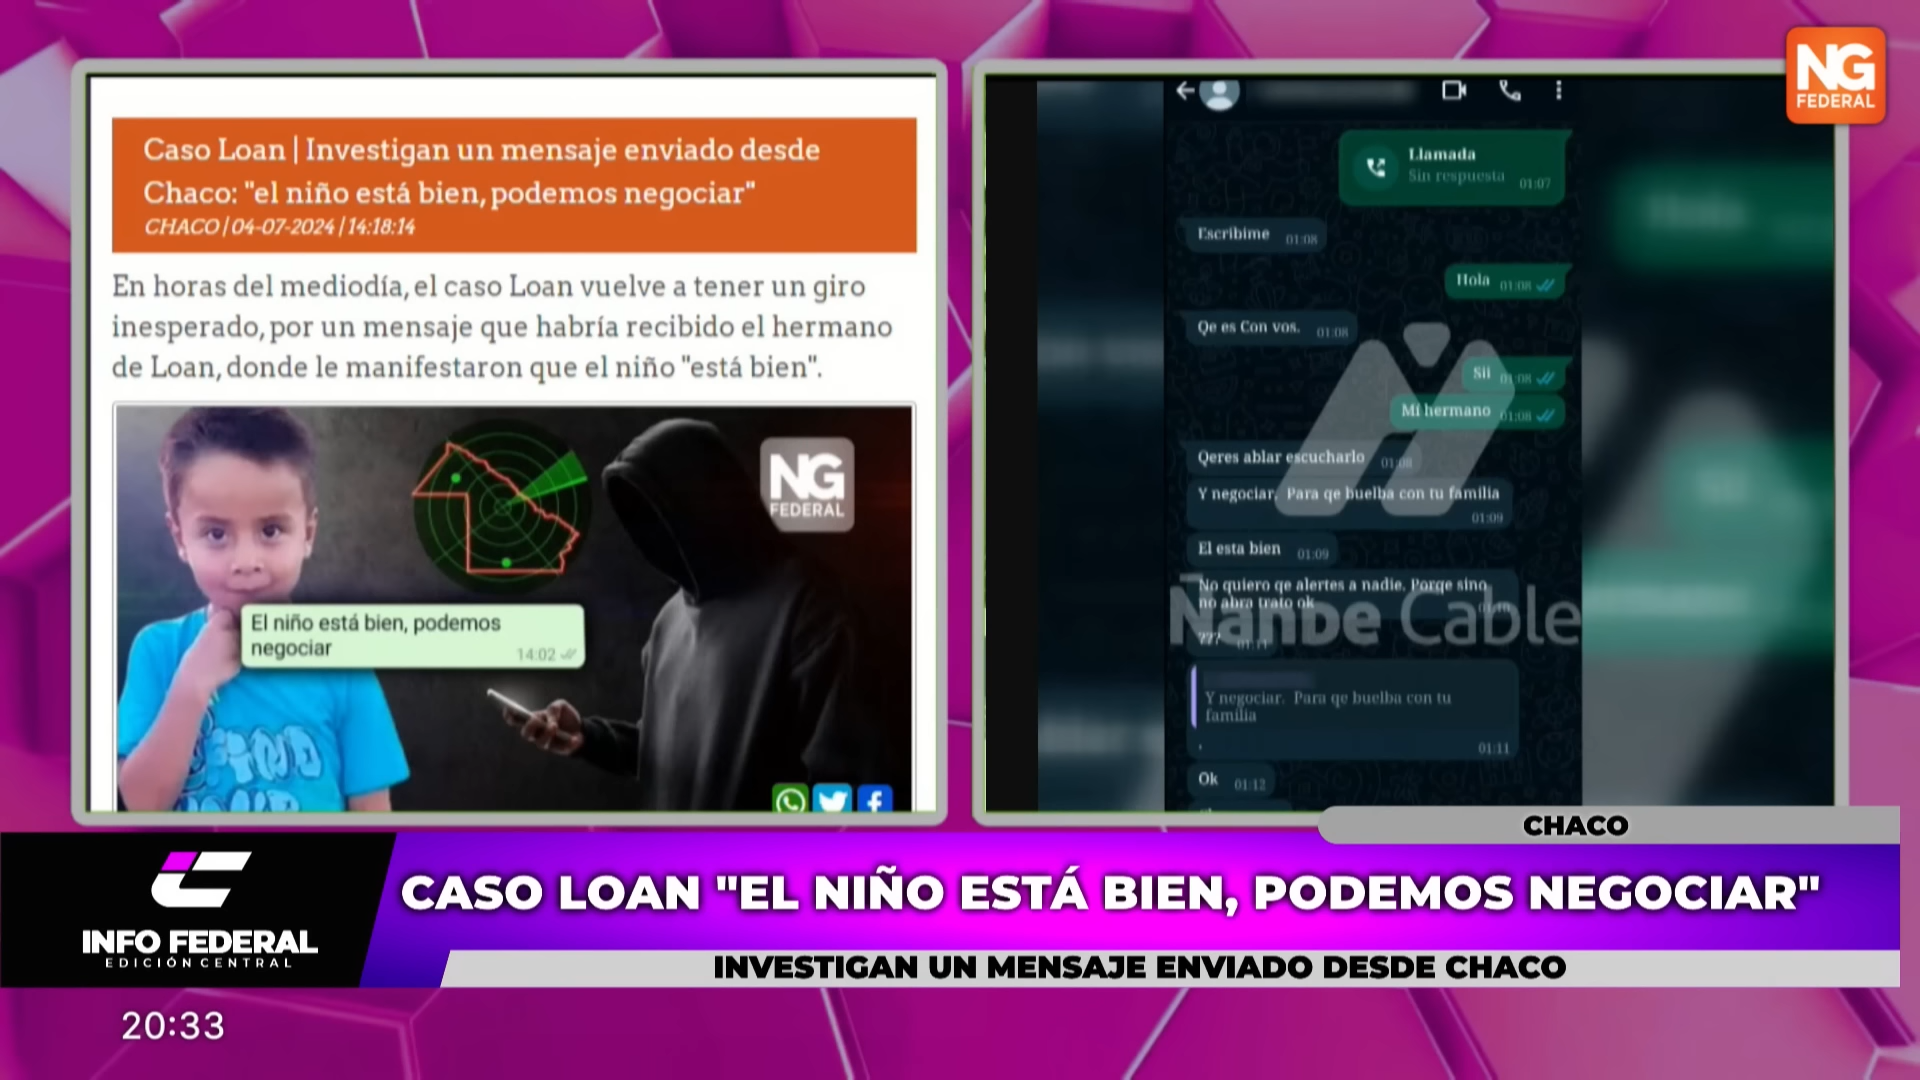 NG
FEDERAL
Caso Loan | Investigan un mensaje enviado desde
Chaco: "el niño está bien, podemos negociar"
CHACO | 04-07-2024 | 14:18:14
En horas del mediodía, el caso Loan vuelve a tener un giro
inesperado, por un mensaje que habría recibido el hermano
de Loan, donde le manifestaron que el niño "está bien".
NG
FEDERAL
El niño está bien, podemos
negociar
14:02
Llamada
Sin respuesta 01:07
Escribime 01:08
Hola 01:08
Qe es Con vos. 01:08
Sii 01:08
Mi hermano 01:08
Qeres ablar escucharlo 01:08
Y negociar. Para qe buelba con tu familia
01:09
El esta bien 01:09
No quiero qe alertes a nadie. Porqe sino
no abra trato ok
Ñande Cable
??? 01:11
Y negociar. Para qe buelba con tu
familia
01:11
Ok 01:12
CHACO
CASO LOAN "EL NIÑO ESTÁ BIEN, PODEMOS NEGOCIAR"
INFO FEDERAL
EDICIÓN CENTRAL
INVESTIGAN UN MENSAJE ENVIADO DESDE CHACO
20:33